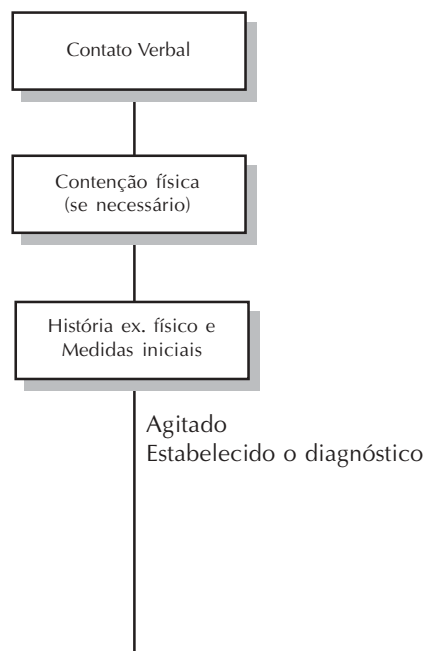 Contato Verbal
Contenção física
(se necessário)
História ex. físico e
Medidas iniciais
Agitado
Estabelecido o diagnóstico